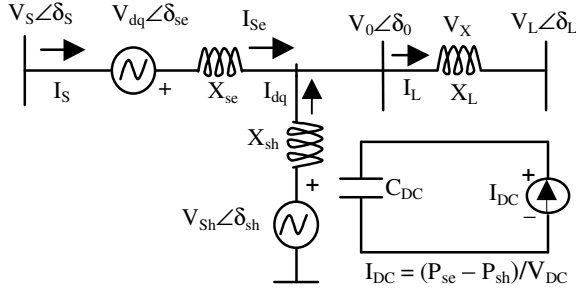 V_S∠δ_S
V_dq∠δ_se
I_Se
V_0∠δ_0
V_X
V_L∠δ_L
I_S
+
X_se
I_dq
I_L
X_L
X_sh
+
V_Sh∠δ_sh
C_DC
I_DC
+
−
I_DC = (P_se − P_sh)/V_DC